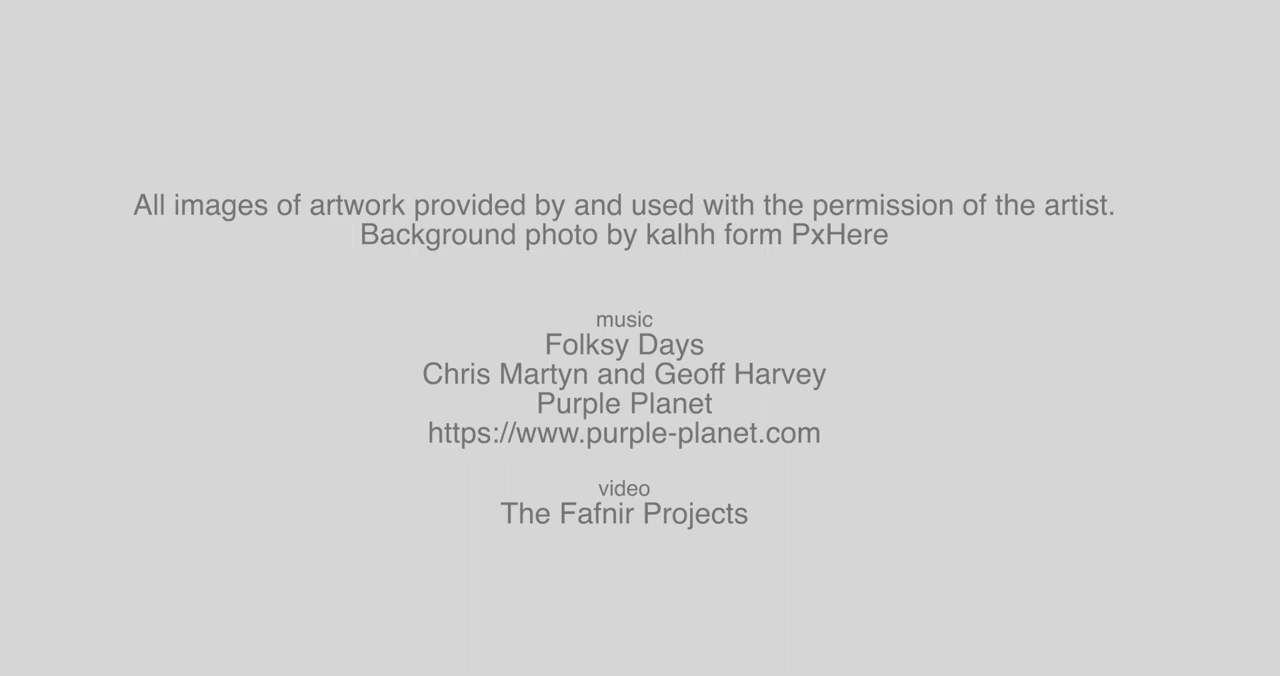 All images of artwork provided by and used with the permission of the artist.
Background photo by kalhh form PxHere
music
Folksy Days
Chris Martyn and Geoff Harvey
Purple Planet
https://www.purple-planet.com
video
The Fafnir Projects